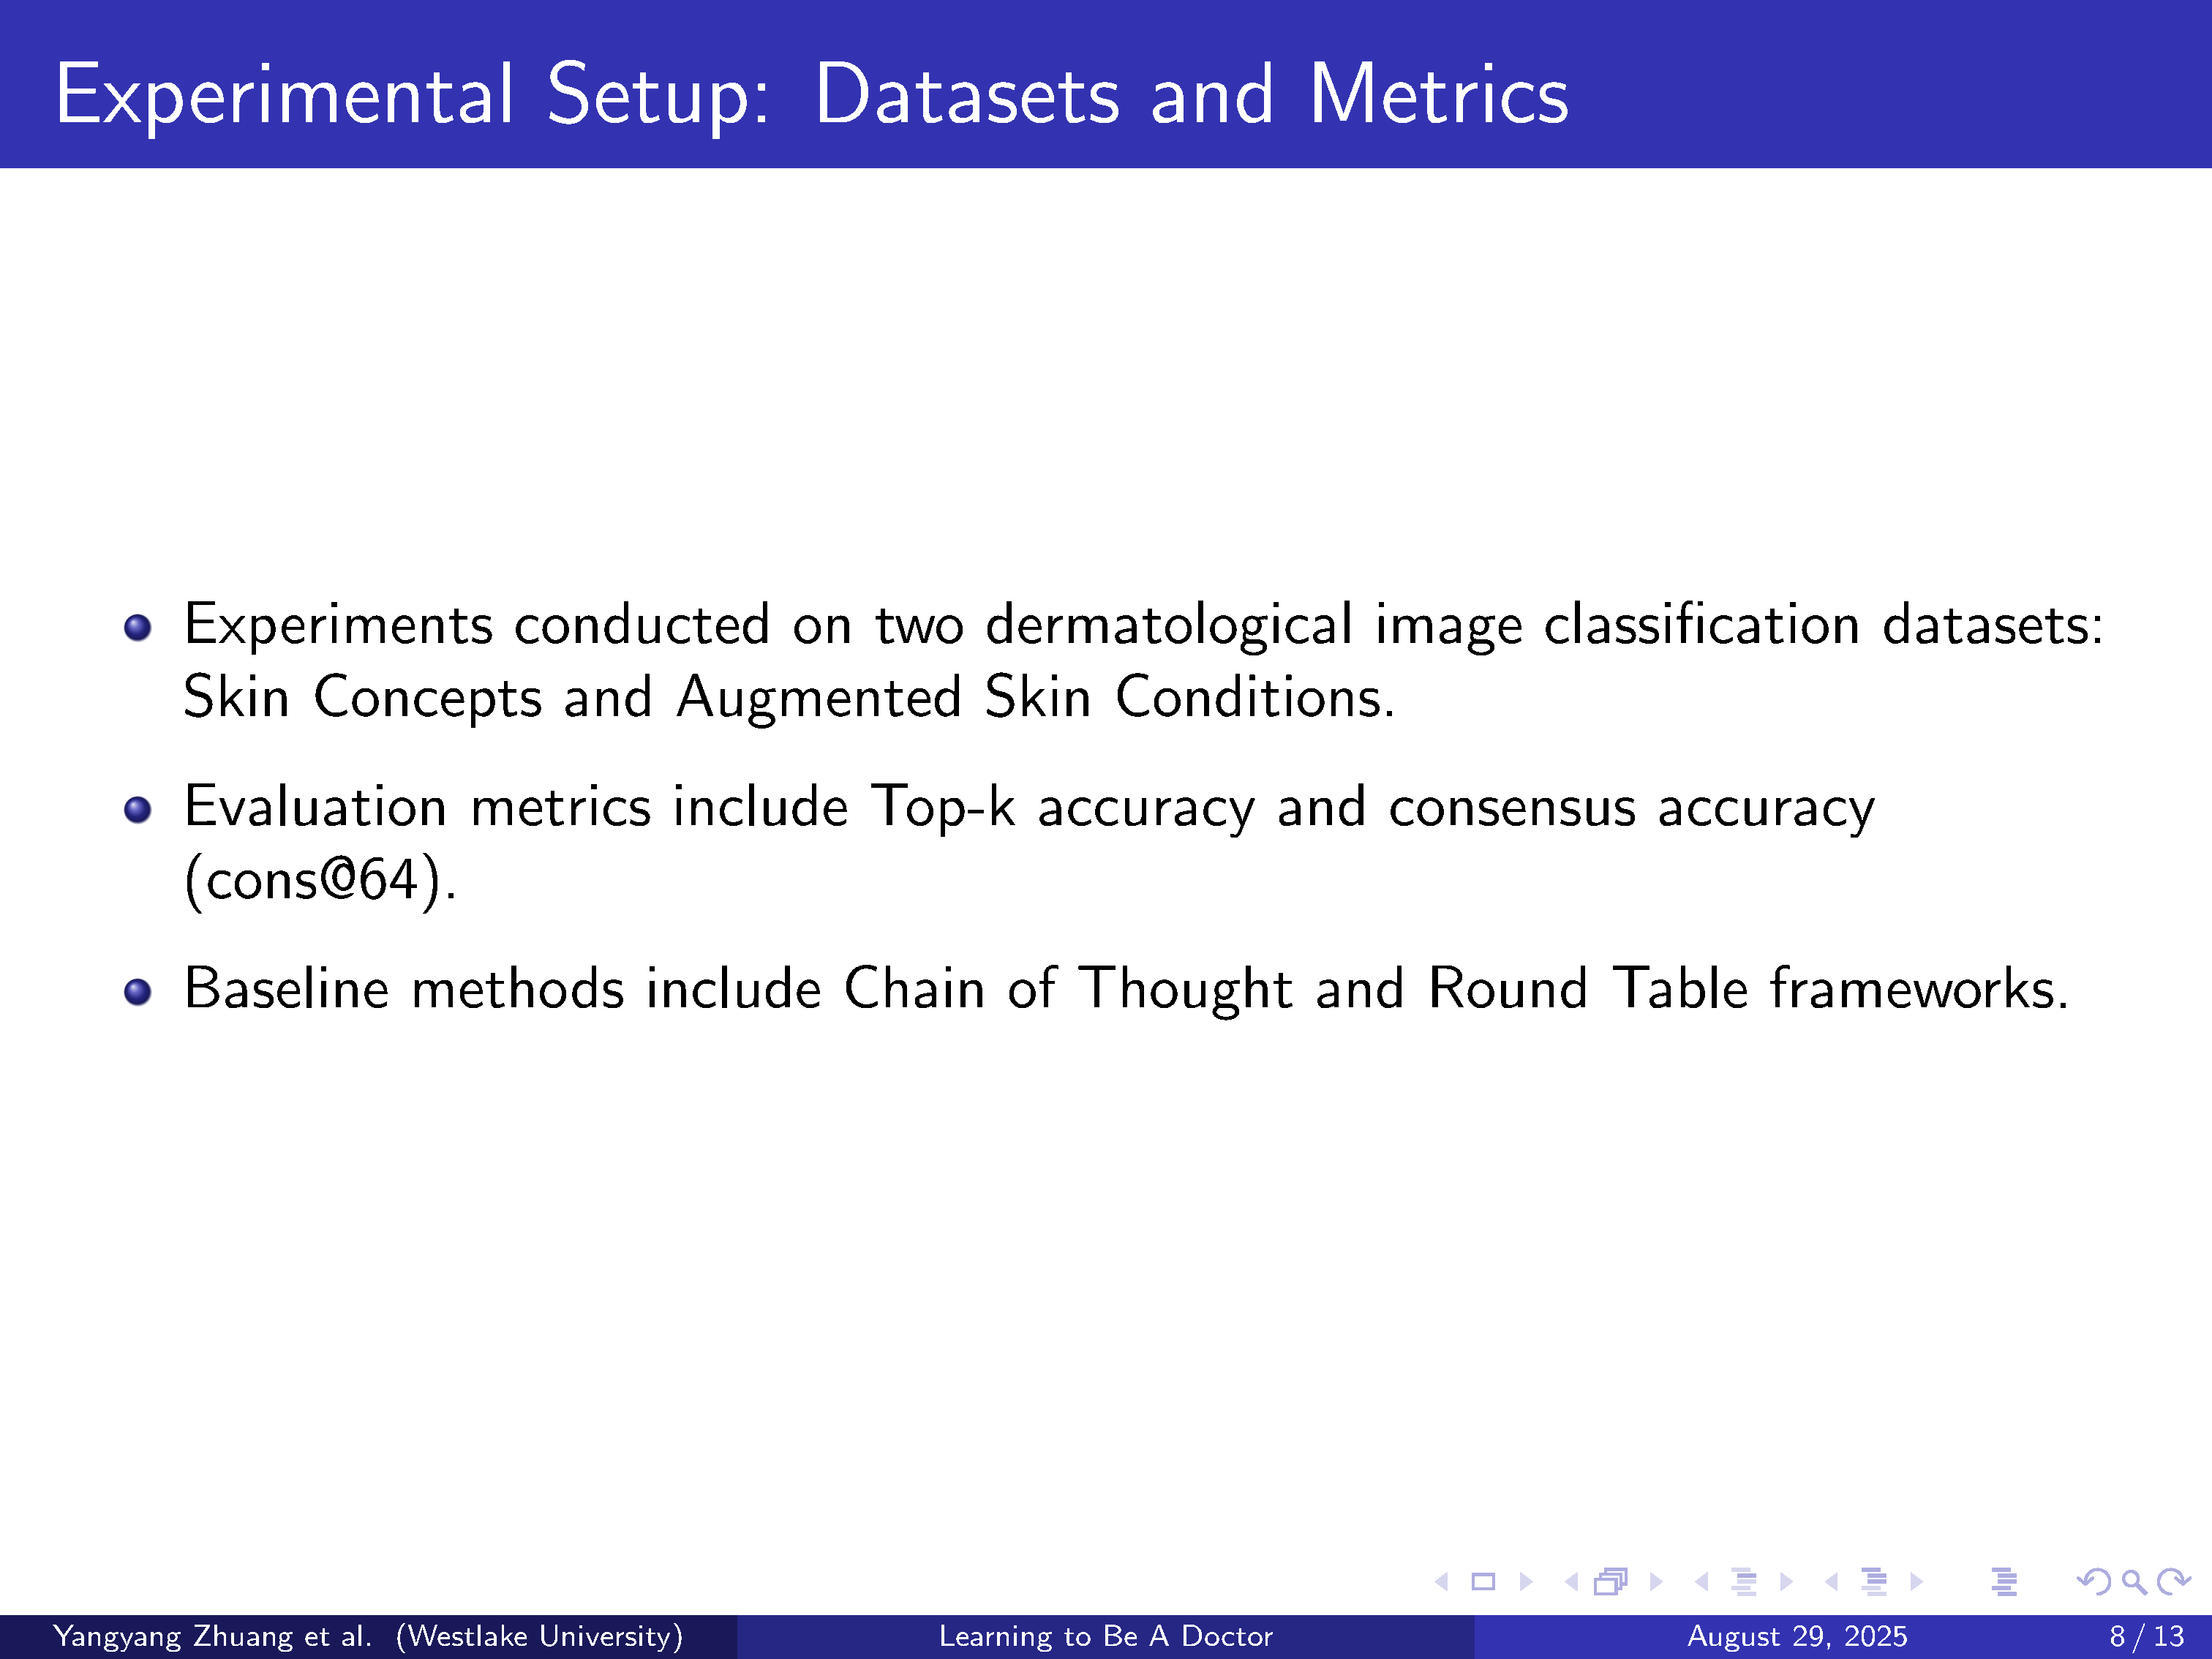 Experimental Setup: Datasets and Metrics
Experiments conducted on two dermatological image classification datasets:
Skin Concepts and Augmented Skin Conditions.
Evaluation metrics include Top-k accuracy and consensus accuracy
(cons@64).
Baseline methods include Chain of Thought and Round Table frameworks.
Yangyang Zhuang et al. (Westlake University)
Learning to Be A Doctor
August 29, 2025
8 / 13